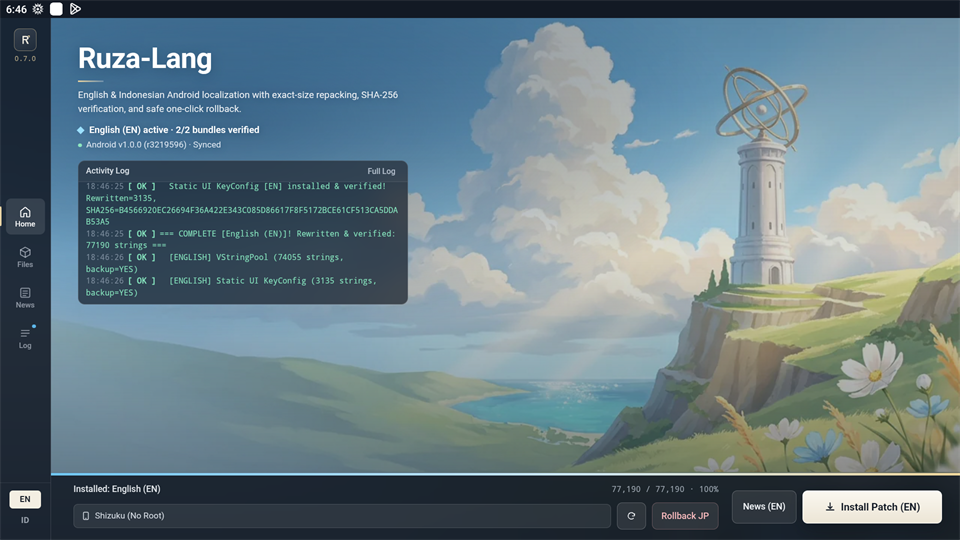 6:46
R
0.7.0
Home
Files
News
Log
EN
ID
Ruza-Lang
English & Indonesian Android localization with exact-size repacking, SHA-256
verification, and safe one-click rollback.
English (EN) active · 2/2 bundles verified
Android v1.0.0 (r3219596) · Synced
Activity Log
Full Log
18:46:25 [ OK ] Static UI KeyConfig [EN] installed & verified!
Rewritten=3135,
SHA256=B4566920EC26694F36A422E343C085D86617F8F5172BCE61CF513CA5DDA
B53A5
18:46:26 [ OK ] === COMPLETE [English (EN)]! Rewritten & verified:
77190 strings ===
18:46:26 [ OK ] [ENGLISH] VStringPool (74055 strings,
backup=YES)
18:46:26 [ OK ] [ENGLISH] Static UI KeyConfig (3135 strings,
backup=YES)
Installed: English (EN)
77,190 / 77,190 · 100%
Shizuku (No Root)
Rollback JP
News (EN)
Install Patch (EN)